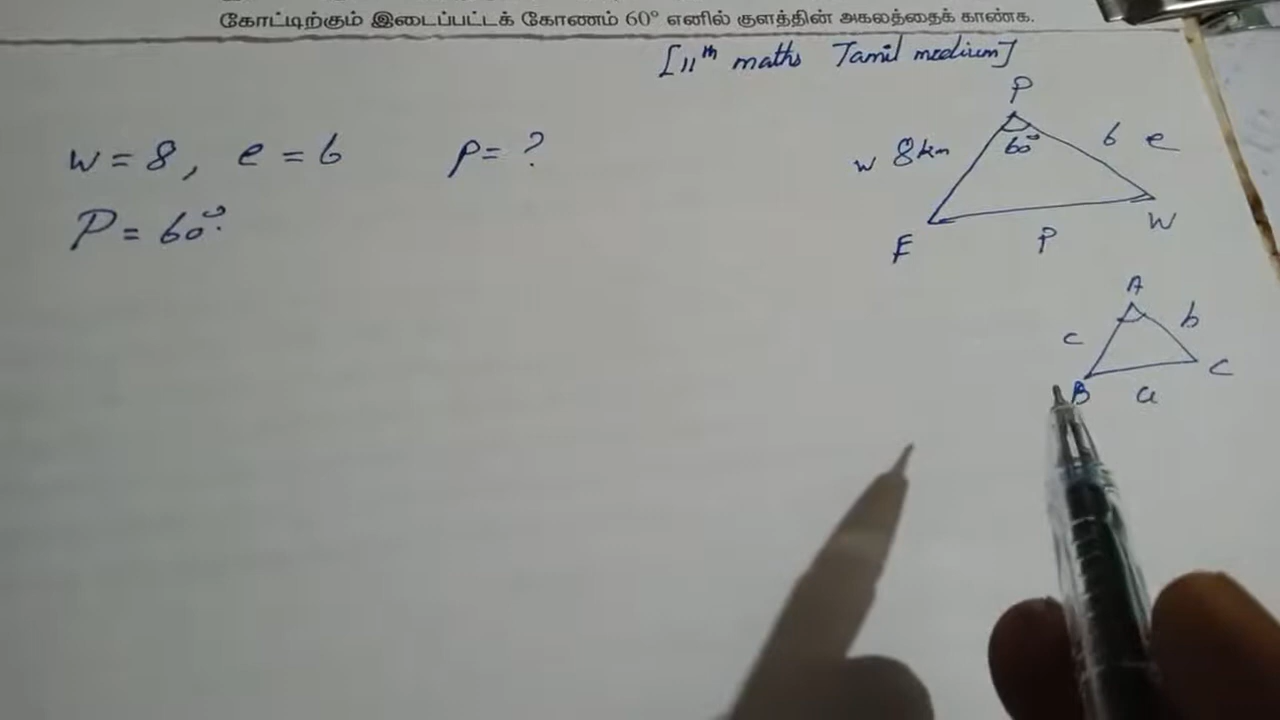 கோட்டிற்கும் இடைப்பட்டக் கோணம் 60° எனில் குளத்தின் அகலத்தைக் காண்க.
[11th maths Tamil medium]
w = 8, e = 6 p = ?
P = 60°.
P
60°
w 8km
6 e
E
P
W
A
c
b
B
a
C